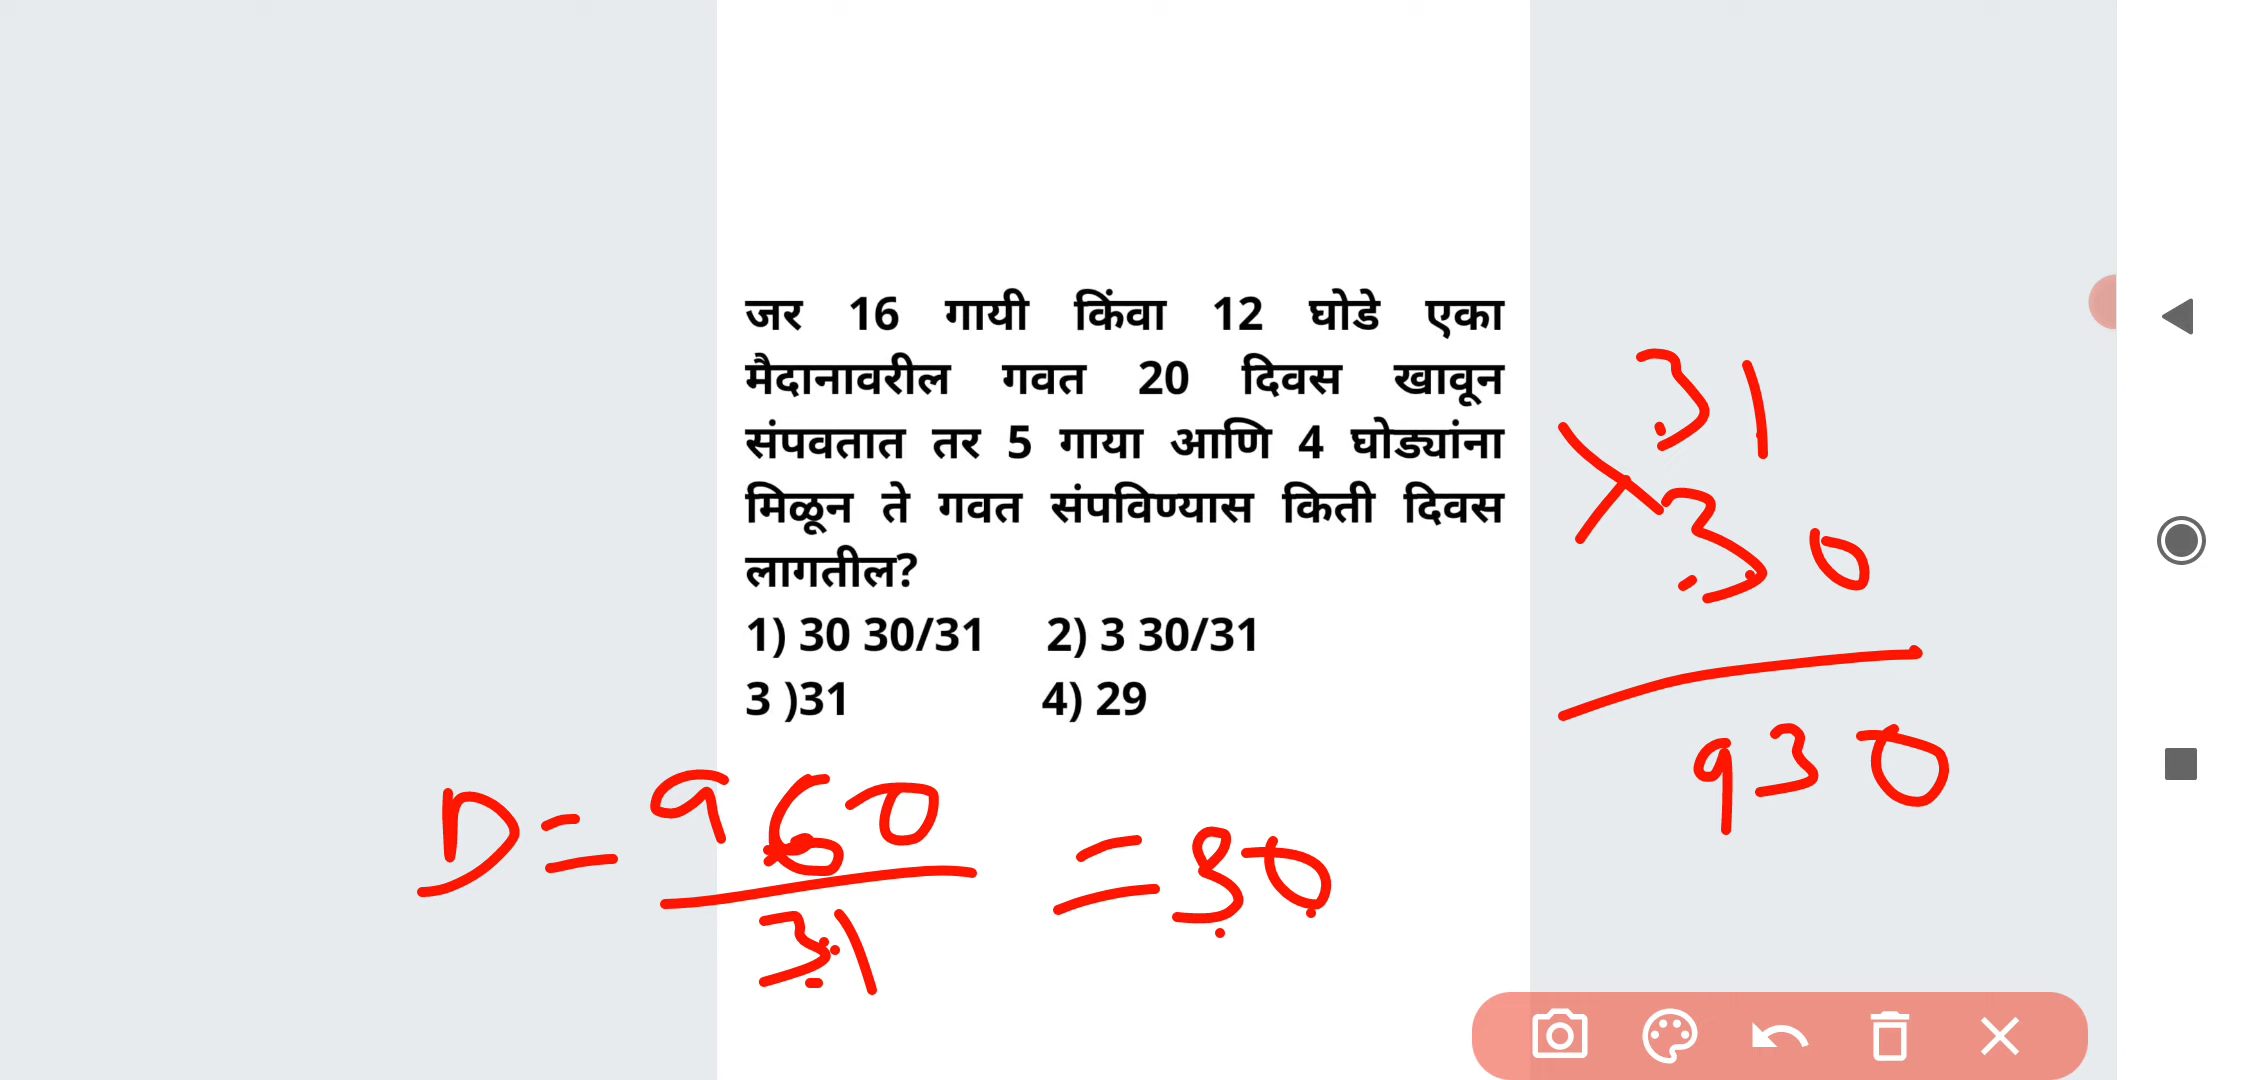 जर 16 गायी किंवा 12 घोडे एका
मैदानावरील गवत 20 दिवस खावून
संपवतात तर 5 गाया आणि 4 घोड्यांना
मिळून ते गवत संपविण्यास किती दिवस
लागतील?
1) 30 30/31 2) 3 30/31
3 )31 4) 29
31
×30
930
D=960/31 =30